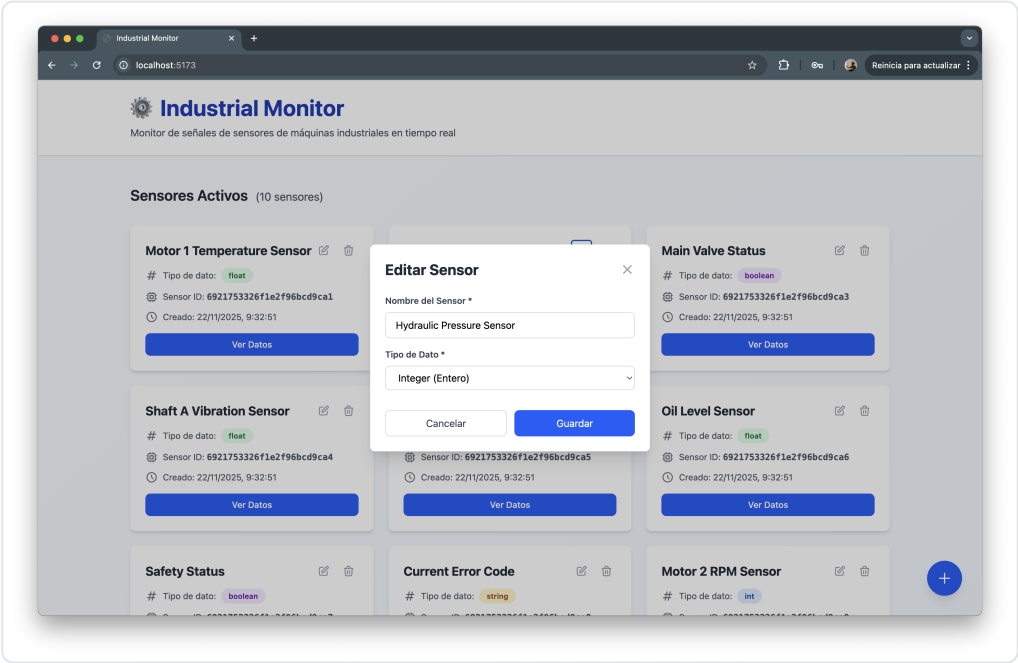 Industrial Monitor
localhost:5173
Reinicia para actualizar
Industrial Monitor
Monitor de señales de sensores de máquinas industriales en tiempo real
Sensores Activos (10 sensores)
Motor 1 Temperature Sensor
Tipo de dato: float
Sensor ID: 6921753326f1e2f96bcd9ca1
Creado: 22/11/2025, 9:32:51
Ver Datos
Main Valve Status
Tipo de dato: boolean
Sensor ID: 6921753326f1e2f96bcd9ca3
Creado: 22/11/2025, 9:32:51
Ver Datos
Editar Sensor
Nombre del Sensor *
Hydraulic Pressure Sensor
Tipo de Dato *
Integer (Entero)
Cancelar
Guardar
Shaft A Vibration Sensor
Tipo de dato: float
Sensor ID: 6921753326f1e2f96bcd9ca4
Creado: 22/11/2025, 9:32:51
Ver Datos
Sensor ID: 6921753326f1e2f96bcd9ca5
Creado: 22/11/2025, 9:32:51
Ver Datos
Oil Level Sensor
Tipo de dato: float
Sensor ID: 6921753326f1e2f96bcd9ca6
Creado: 22/11/2025, 9:32:51
Ver Datos
Safety Status
Tipo de dato: boolean
Current Error Code
Tipo de dato: string
Motor 2 RPM Sensor
Tipo de dato: int